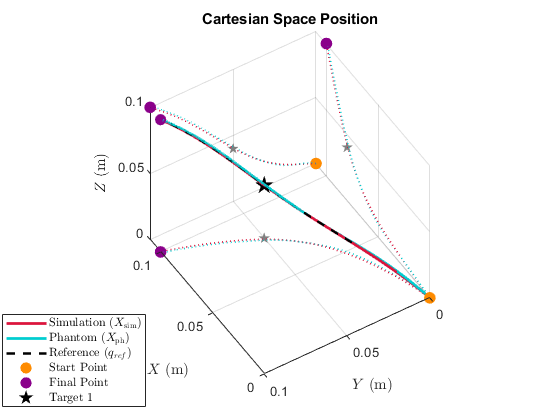 Cartesian Space Position
0.1
0.05
0
Z (m)
0.1
0.05
0
X (m)
0.1
0.05
0
Y (m)
Simulation (X_sim)
Phantom (X_ph)
Reference (q_ref)
Start Point
Final Point
Target 1